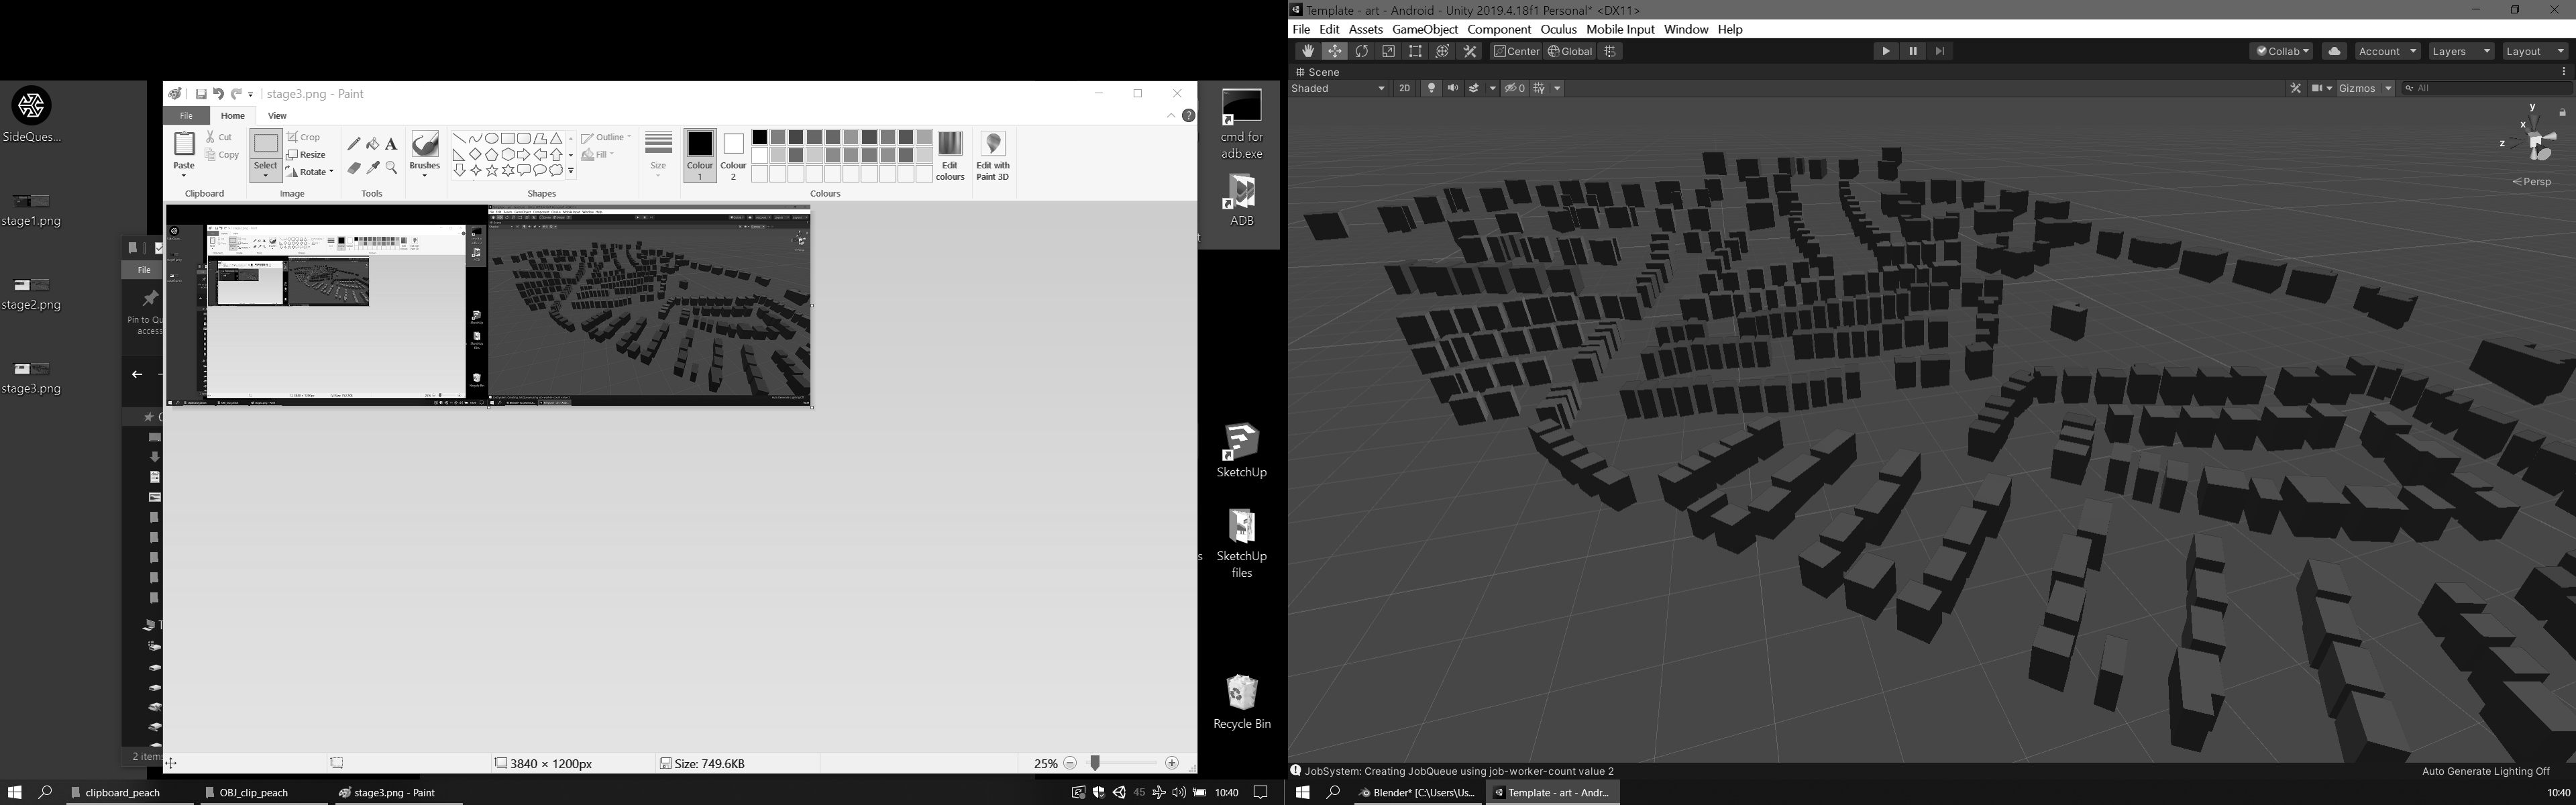 SideQues...
stage1.png
stage2.png
stage3.png
File
Pin to Qu
access
2 item
stage3.png - Paint
File Home View
Paste
Cut
Copy
Clipboard
Select
Crop
Resize
Rotate
Image
Tools
Brushes
Outline
Fill
Shapes
Size
Colour
1
Colour
2
Edit
colours
Edit with
Paint 3D
Colours
3840 × 1200px
Size: 749.6KB
25%
cmd for
adb.exe
ADB
SketchUp
SketchUp
files
Recycle Bin
clipboard_peach
OBJ_clip_peach
stage3.png - Paint
45
10:40
Template - art - Android - Unity 2019.4.18f1 Personal* <DX11>
File Edit Assets GameObject Component Oculus Mobile Input Window Help
Center Global
Collab
Account
Layers
Layout
Scene
Shaded
2D
0
Gizmos
All
y
x
z
Persp
JobSystem: Creating JobQueue using job-worker-count value 2
Auto Generate Lighting Off
Blender* [C:\Users\Us...
Template - art - Andr...
10:40